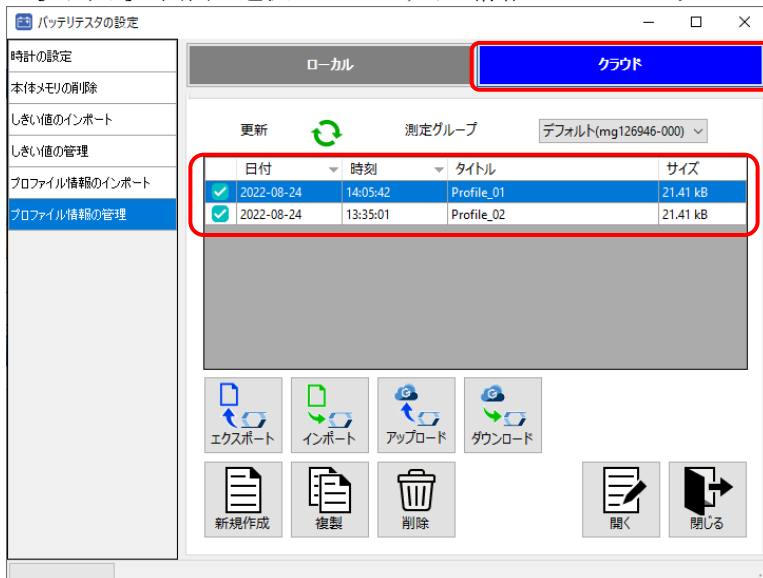 バッテリテスタの設定
時計の設定
本体メモリの削除
しきい値のインポート
しきい値の管理
プロファイル情報のインポート
プロファイル情報の管理
ローカル クラウド
更新 測定グループ デフォルト(mg126946-000)
日付 時刻 タイトル サイズ
2022-08-24 14:05:42 Profile_01 21.41 kB
2022-08-24 13:35:01 Profile_02 21.41 kB
エクスポート インポート アップロード ダウンロード
新規作成 複製 削除 開く 閉じる